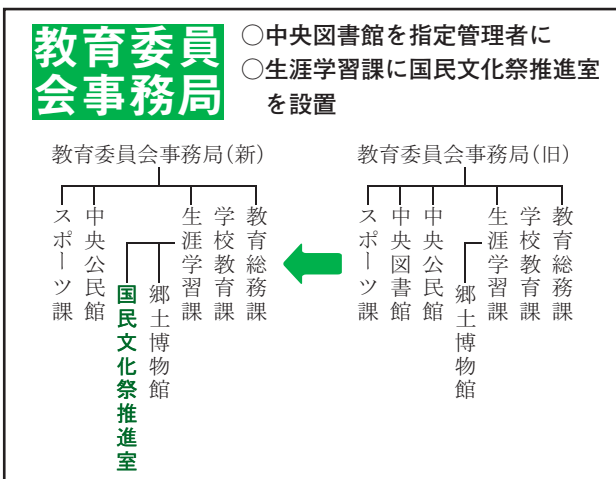 教育委員
会事務局
○中央図書館を指定管理者に
○生涯学習課に国民文化祭推進室
を設置
教育委員会事務局(新)
教育総務課
学校教育課
生涯学習課
郷土博物館
国民文化祭推進室
中央公民館
スポーツ課
教育委員会事務局(旧)
教育総務課
学校教育課
生涯学習課
郷土博物館
中央公民館
中央図書館
スポーツ課